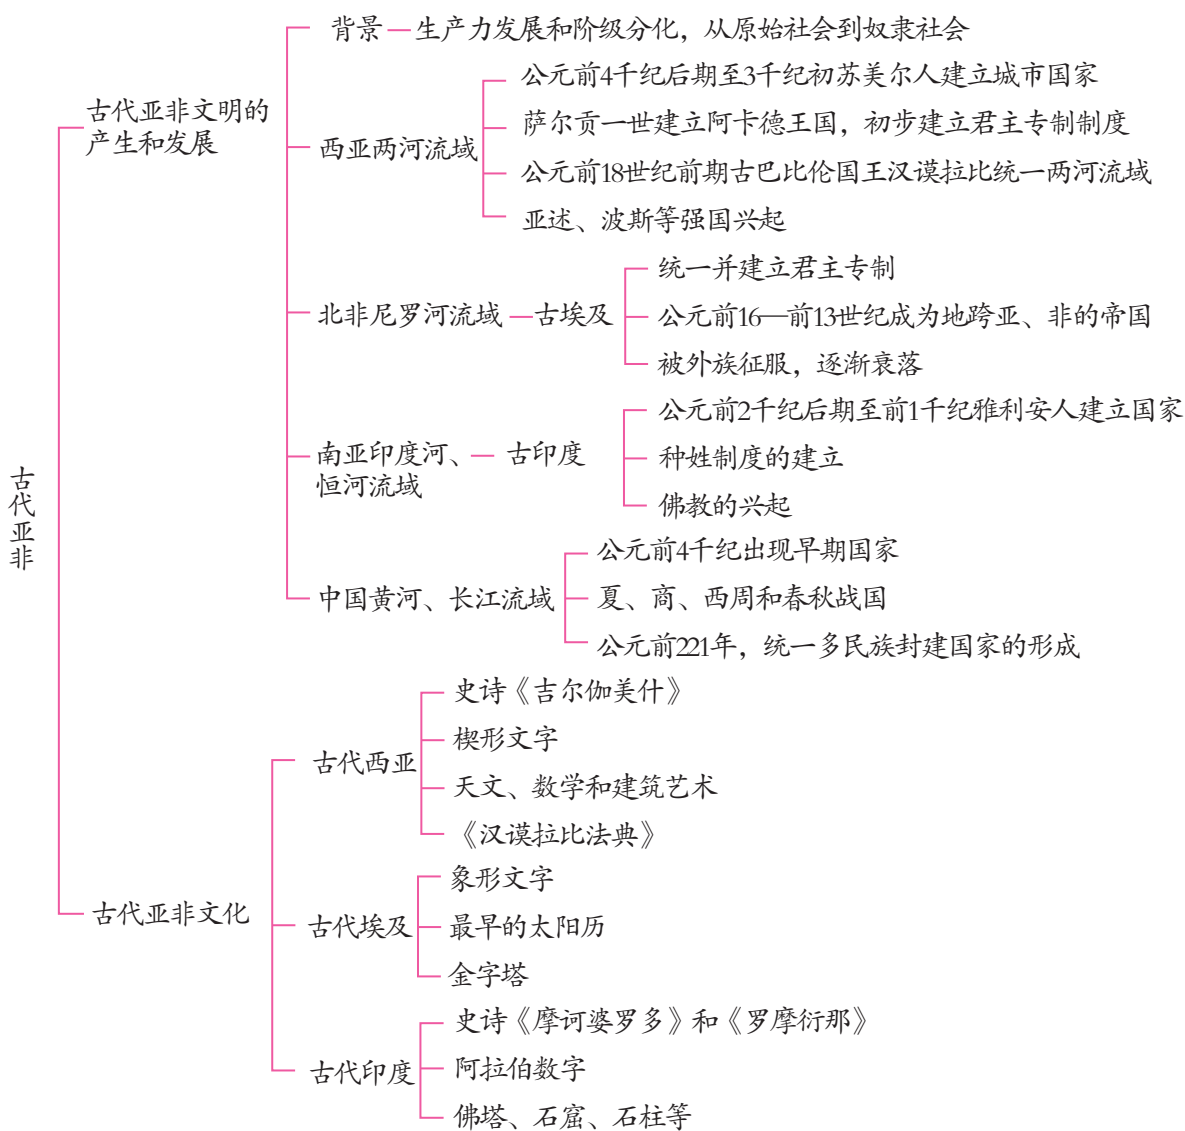 古代亚非
古代亚非文明的
产生和发展
背景
生产力发展和阶级分化，从原始社会到奴隶社会
西亚两河流域
公元前4千纪后期至3千纪初苏美尔人建立城市国家
萨尔贡一世建立阿卡德王国，初步建立君主专制制度
公元前18世纪前期古巴比伦国王汉谟拉比统一两河流域
亚述、波斯等强国兴起
北非尼罗河流域
古埃及
统一并建立君主专制
公元前16—前13世纪成为地跨亚、非的帝国
被外族征服，逐渐衰落
南亚印度河、
恒河流域
古印度
公元前2千纪后期至前1千纪雅利安人建立国家
种姓制度的建立
佛教的兴起
中国黄河、长江流域
公元前4千纪出现早期国家
夏、商、西周和春秋战国
公元前221年，统一多民族封建国家的形成
古代亚非文化
古代西亚
史诗《吉尔伽美什》
楔形文字
天文、数学和建筑艺术
《汉谟拉比法典》
古代埃及
象形文字
最早的太阳历
金字塔
古代印度
史诗《摩诃婆罗多》和《罗摩衍那》
阿拉伯数字
佛塔、石窟、石柱等